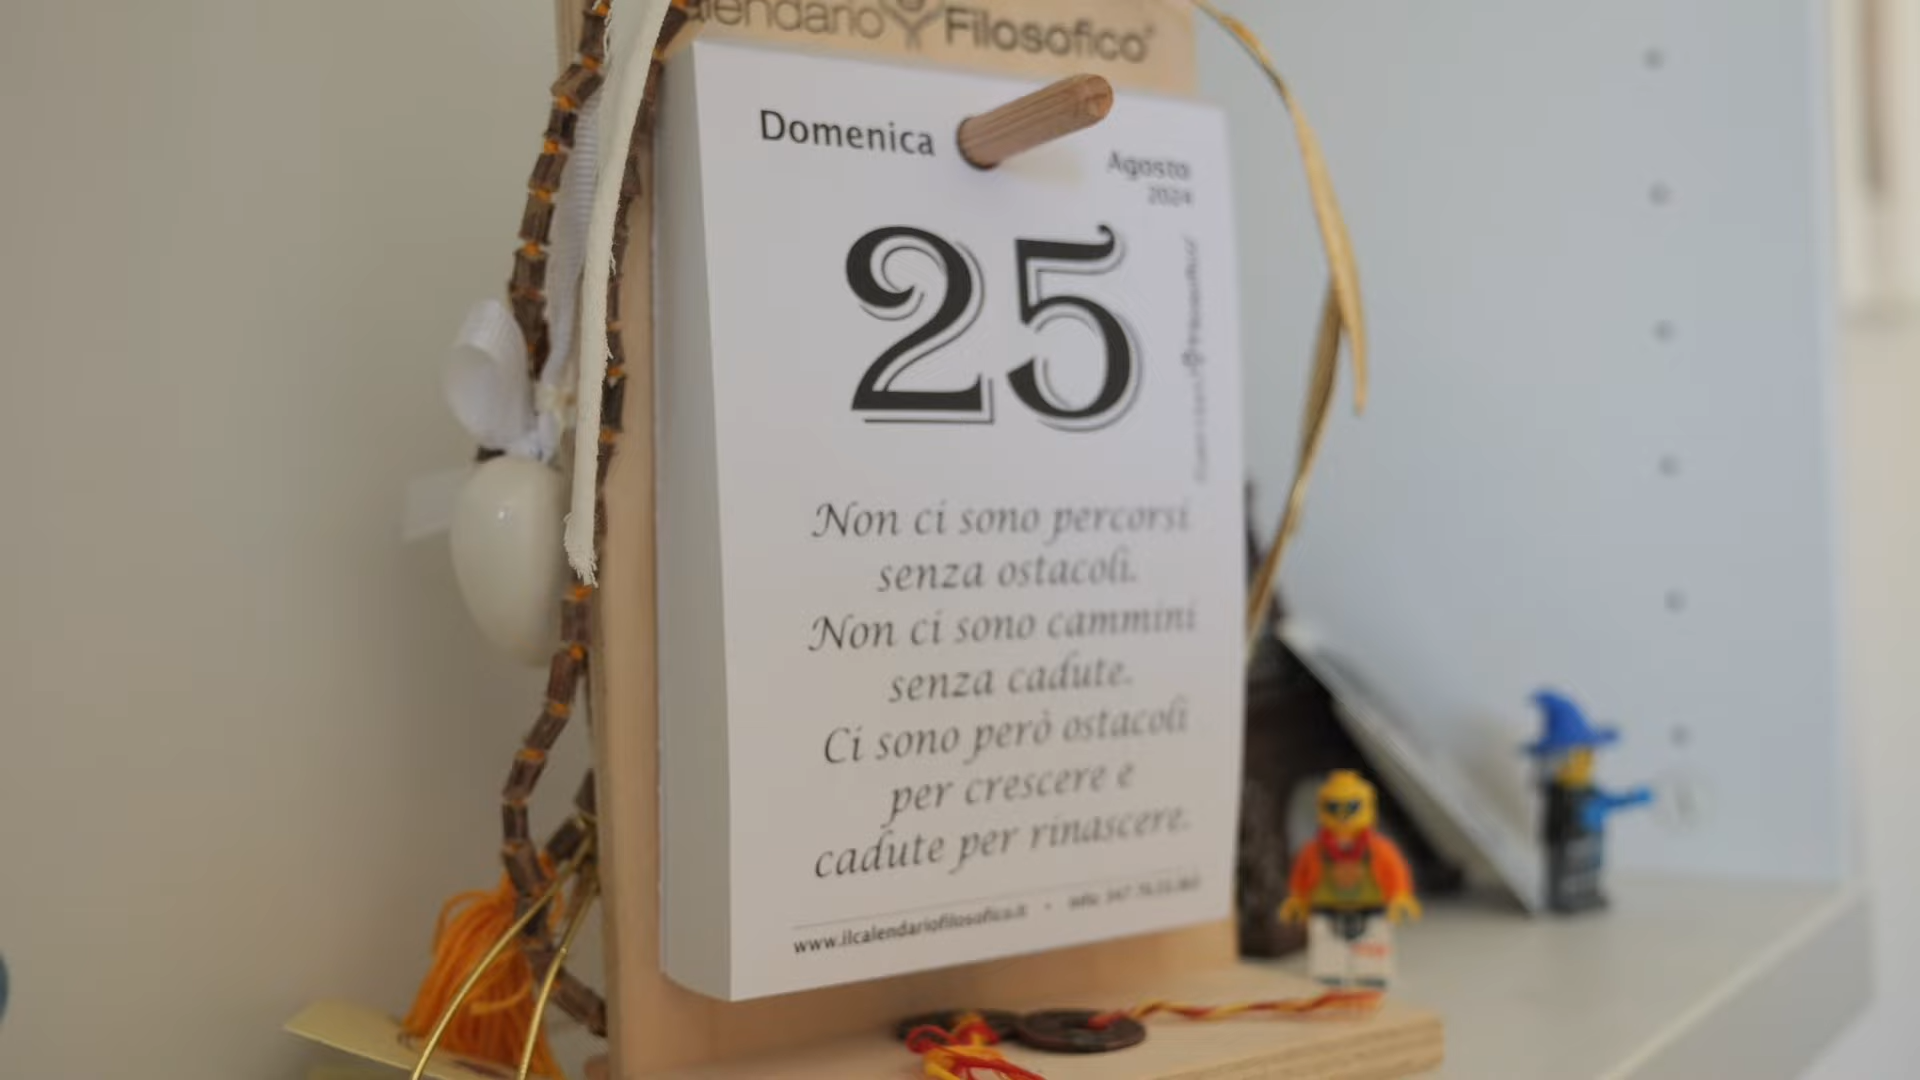 Calendario Filosofico
Domenica
Agosto
2024
25
Non ci sono percorsi
senza ostacoli.
Non ci sono cammini
senza cadute.
Ci sono però ostacoli
per crescere e
cadute per rinascere.
www.ilcalendariofilosofico.it